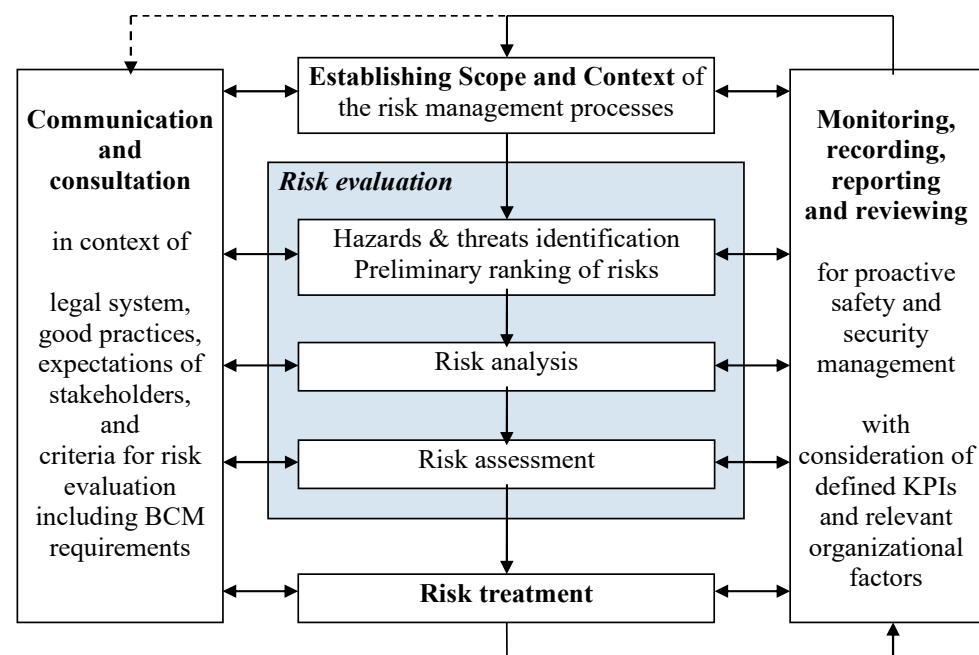 Establishing Scope and Context of
the risk management processes
Communication
and
consultation
in context of
legal system,
good practices,
expectations of
stakeholders,
and
criteria for risk
evaluation
including BCM
requirements
Risk evaluation
Hazards & threats identification
Preliminary ranking of risks
Risk analysis
Risk assessment
Risk treatment
Monitoring,
recording,
reporting
and reviewing
for proactive
safety and
security
management
with
consideration of
defined KPIs
and relevant
organizational
factors